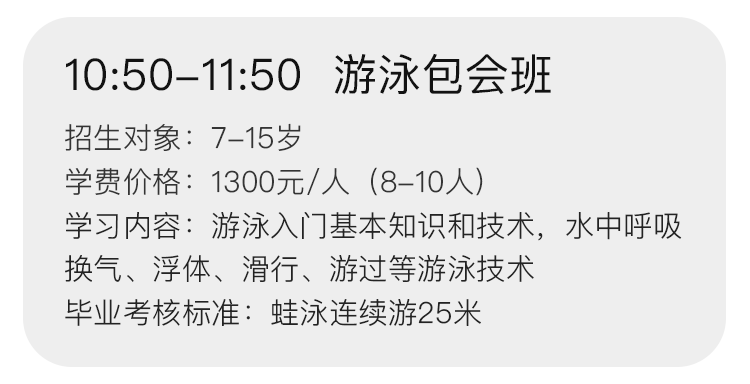 10:50-11:50 游泳包会班
招生对象：7-15岁
学费价格：1300元/人（8-10人）
学习内容：游泳入门基本知识和技术，水中呼吸
换气、浮体、滑行、游过等游泳技术
毕业考核标准：蛙泳连续游25米